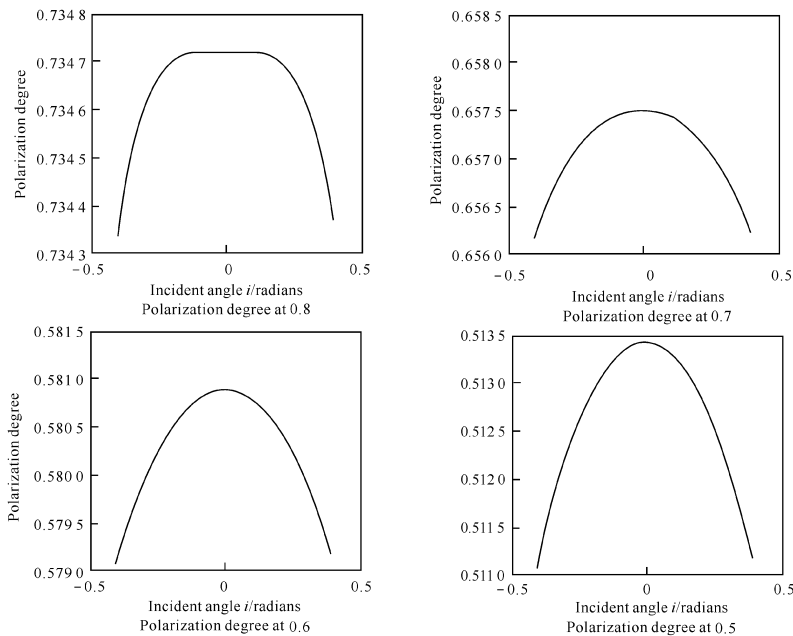 Polarization degree
0.734 8
0.734 7
0.734 6
0.734 5
0.734 4
0.734 3
−0.5 0 0.5
Incident angle i/radians
Polarization degree at 0.8
Polarization degree
0.658 5
0.658 0
0.657 5
0.657 0
0.656 5
0.656 0
−0.5 0 0.5
Incident angle i/radians
Polarization degree at 0.7
Polarization degree
0.581 5
0.581 0
0.580 5
0.580 0
0.579 5
0.579 0
−0.5 0 0.5
Incident angle i/radians
Polarization degree at 0.6
0.513 5
0.513 0
0.512 5
0.512 0
0.511 5
0.511 0
−0.5 0 0.5
Incident angle i/radians
Polarization degree at 0.5